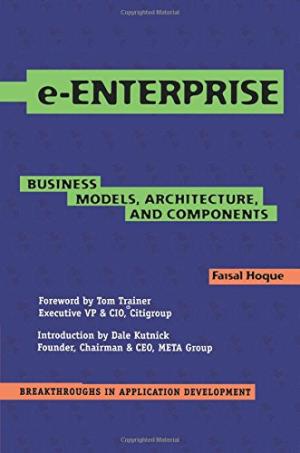 e-ENTERPRISE
BUSINESS
MODELS, ARCHITECTURE,
AND COMPONENTS
Faisal Hoque
Foreword by Tom Trainer
Executive VP & CIO, Citigroup
Introduction by Dale Kutnick
Founder, Chairman & CEO, META Group
BREAKTHROUGHS IN APPLICATION DEVELOPMENT